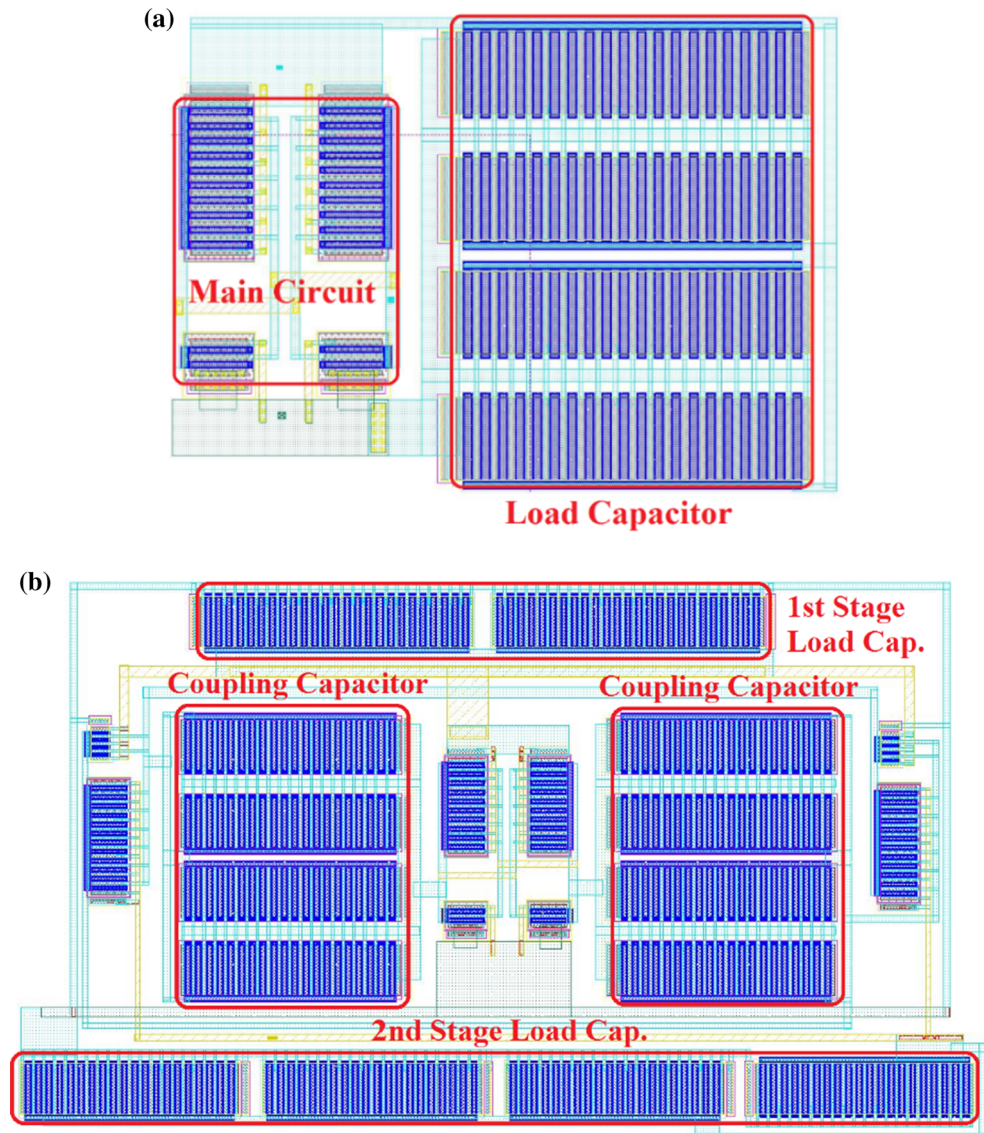 (a)
Main Circuit
Load Capacitor
(b)
1st Stage
Load Cap.
Coupling Capacitor
Coupling Capacitor
2nd Stage Load Cap.